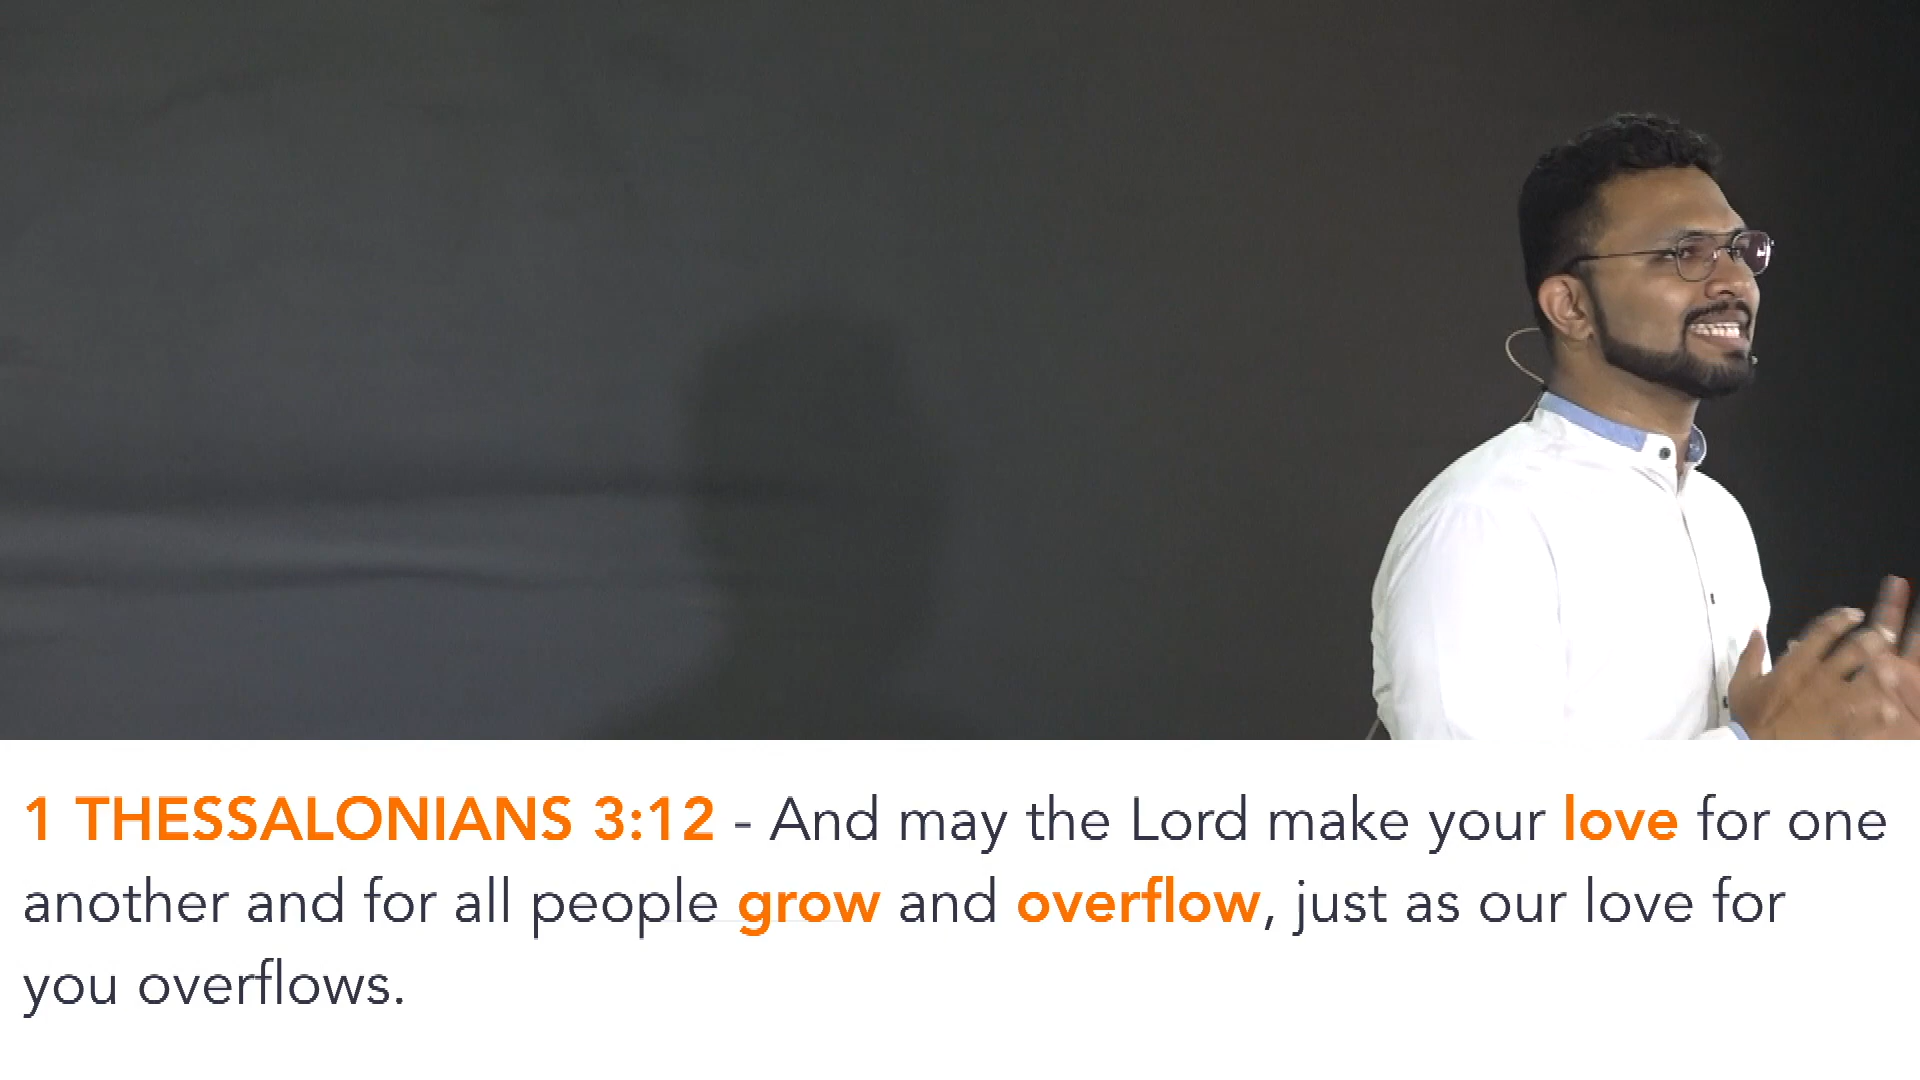 1 THESSALONIANS 3:12 - And may the Lord make your love for one
another and for all people grow and overflow, just as our love for
you overflows.